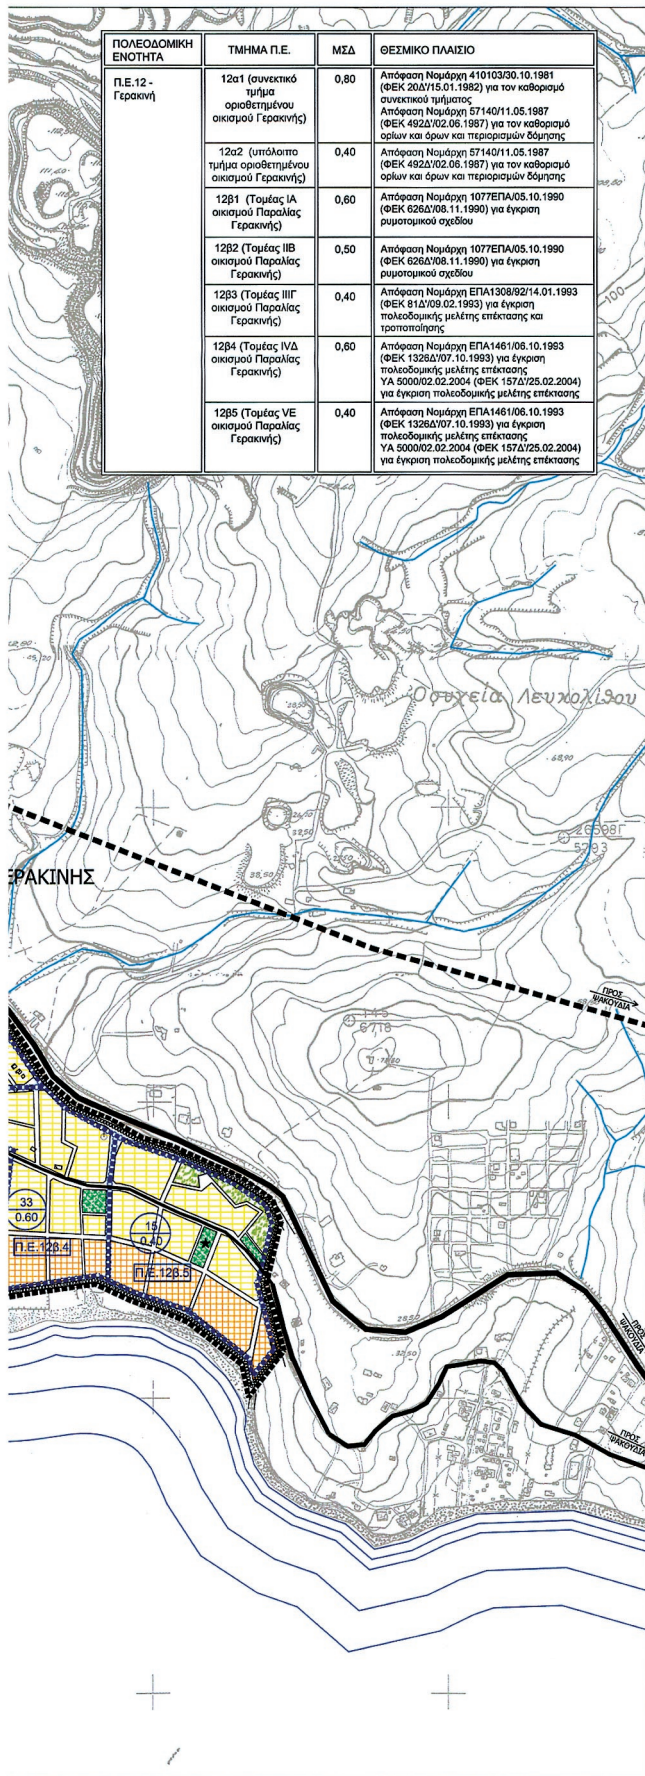 ΠΟΛΕΟΔΟΜΙΚΗ ΕΝΟΤΗΤΑ
ΤΜΗΜΑ Π.Ε.
ΜΣΔ
ΘΕΣΜΙΚΟ ΠΛΑΙΣΙΟ
Π.Ε.12 -
Γερακινή
12α1 (συνεκτικό
τμήμα
οριοθετημένου
οικισμού Γερακινής)
0,80
Απόφαση Νομάρχη 410103/30.10.1981
(ΦΕΚ 20Δ'/15.01.1982) για τον καθορισμό
συνεκτικού τμήματος
Απόφαση Νομάρχη 57140/11.05.1987
(ΦΕΚ 492Δ'/02.06.1987) για τον καθορισμό
ορίων και όρων και περιορισμών δόμησης
12α2 (υπόλοιπο
τμήμα οριοθετημένου
οικισμού Γερακινής)
0,40
Απόφαση Νομάρχη 57140/11.05.1987
(ΦΕΚ 492Δ'/02.06.1987) για τον καθορισμό
ορίων και όρων και περιορισμών δόμησης
12β1 (Τομέας ΙΑ
οικισμού Παραλίας
Γερακινής)
0,60
Απόφαση Νομάρχη 1077ΕΠΑ/05.10.1990
(ΦΕΚ 626Δ'/08.11.1990) για έγκριση
ρυμοτομικού σχεδίου
12β2 (Τομέας ΙΙΒ
οικισμού Παραλίας
Γερακινής)
0,50
Απόφαση Νομάρχη 1077ΕΠΑ/05.10.1990
(ΦΕΚ 626Δ'/08.11.1990) για έγκριση
ρυμοτομικού σχεδίου
12β3 (Τομέας ΙΙΙΓ
οικισμού Παραλίας
Γερακινής)
0,40
Απόφαση Νομάρχη ΕΠΑ1308/92/14.01.1993
(ΦΕΚ 81Δ'/09.02.1993) για έγκριση
πολεοδομικής μελέτης επέκτασης και
τροποποίησης
12β4 (Τομέας ΙVΔ
οικισμού Παραλίας
Γερακινής)
0,60
Απόφαση Νομάρχη ΕΠΑ1461/06.10.1993
(ΦΕΚ 1326Δ'/07.10.1993) για έγκριση
πολεοδομικής μελέτης επέκτασης
ΥΑ 5000/02.02.2004 (ΦΕΚ 157Δ'/25.02.2004)
για έγκριση πολεοδομικής μελέτης επέκτασης
12β5 (Τομέας VE
οικισμού Παραλίας
Γερακινής)
0,40
Απόφαση Νομάρχη ΕΠΑ1461/06.10.1993
(ΦΕΚ 1326Δ'/07.10.1993) για έγκριση
πολεοδομικής μελέτης επέκτασης
ΥΑ 5000/02.02.2004 (ΦΕΚ 157Δ'/25.02.2004)
για έγκριση πολεοδομικής μελέτης επέκτασης
100
Λευκολίθου
68,90
38,50
ΕΡΑΚΙΝΗΣ
ΠΡΟΣ
ΨΑΚΟΥΔΙΑ
145
6718
33
0.60
15
0.40
Π.Ε.12β.4
Π.Ε.12β.5
ΠΡΟΣ
ΨΑΚΟΥΔΙΑ
ΠΡΟΣ
ΨΑΚΟΥΔΙΑ